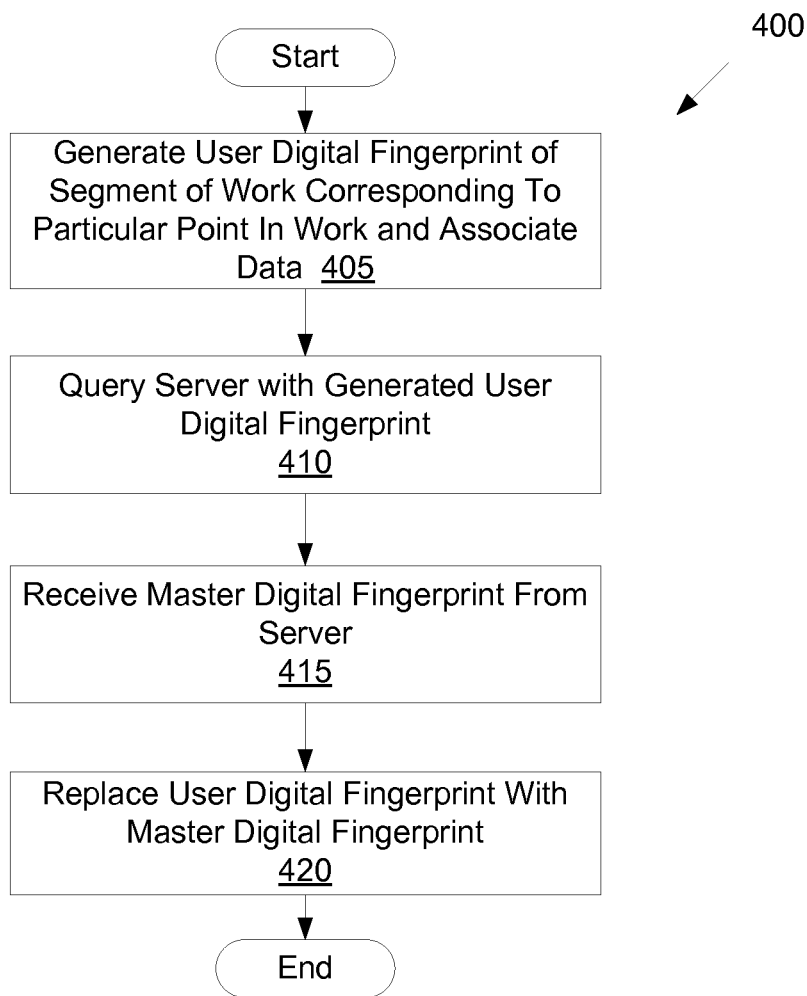 400
Start
Generate User Digital Fingerprint of
Segment of Work Corresponding To
Particular Point In Work and Associate
Data 405
Query Server with Generated User
Digital Fingerprint
410
Receive Master Digital Fingerprint From
Server
415
Replace User Digital Fingerprint With
Master Digital Fingerprint
420
End